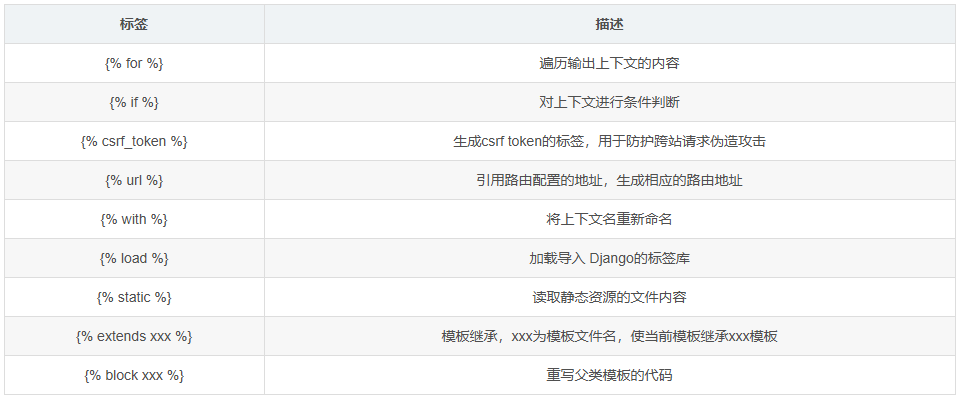 标签 描述
{% for %} 遍历输出上下文的内容
{% if %} 对上下文进行条件判断
{% csrf_token %} 生成csrf token的标签，用于防护跨站请求伪造攻击
{% url %} 引用路由配置的地址，生成相应的路由地址
{% with %} 将上下文名重新命名
{% load %} 加载导入 Django的标签库
{% static %} 读取静态资源的文件内容
{% extends xxx %} 模板继承，xxx为模板文件名，使当前模板继承xxx模板
{% block xxx %} 重写父类模板的代码